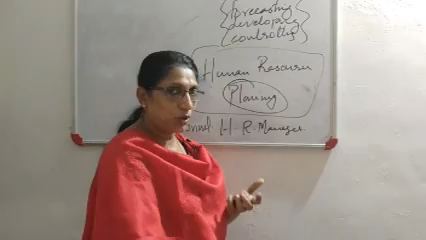 forecasting
developing
controlling
Human Resource
Planning
H. R. Manager